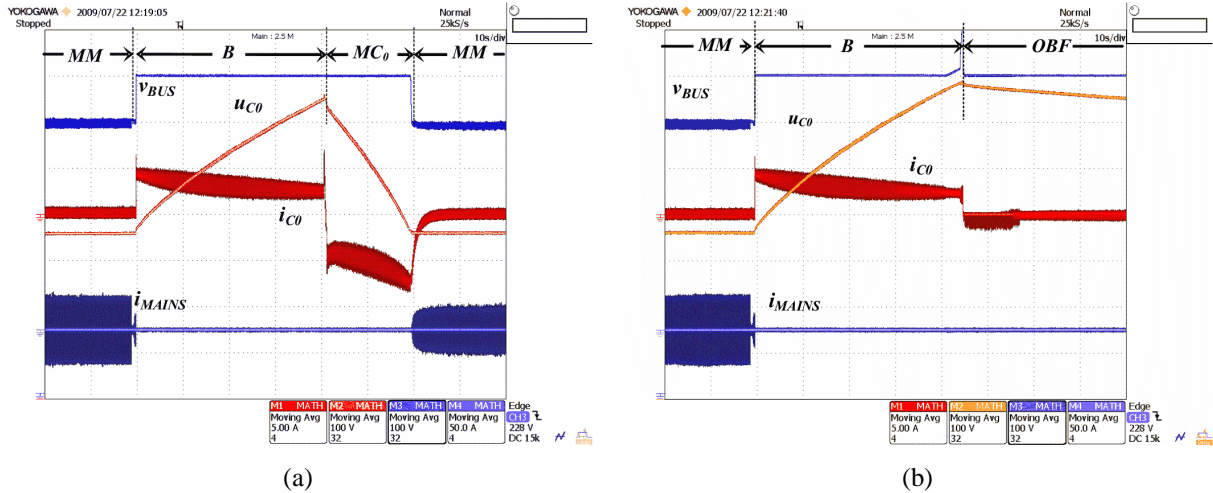 YOKOGAWA 2009/07/22 12:19:05 Normal
Stopped 25kS/s
Main : 2.5 M 10s/div
MM B MC0 MM
vBUS
uC0
iC0
iMAINS
M1 MATH M2 MATH M3 MATH M4 MATH Edge
Moving Avg Moving Avg Moving Avg Moving Avg CH3
5.00 A 100 V 100 V 50.0 A 228 V
4 32 32 4 DC 15k
(a)
YOKOGAWA 2009/07/22 12:21:40 Normal
Stopped 25kS/s
Main : 2.5 M 10s/div
MM B OBF
vBUS
uC0
iC0
iMAINS
M1 MATH M2 MATH M3 MATH M4 MATH Edge
Moving Avg Moving Avg Moving Avg Moving Avg CH3
5.00 A 100 V 100 V 50.0 A 228 V
4 32 32 4 DC 15k
(b)